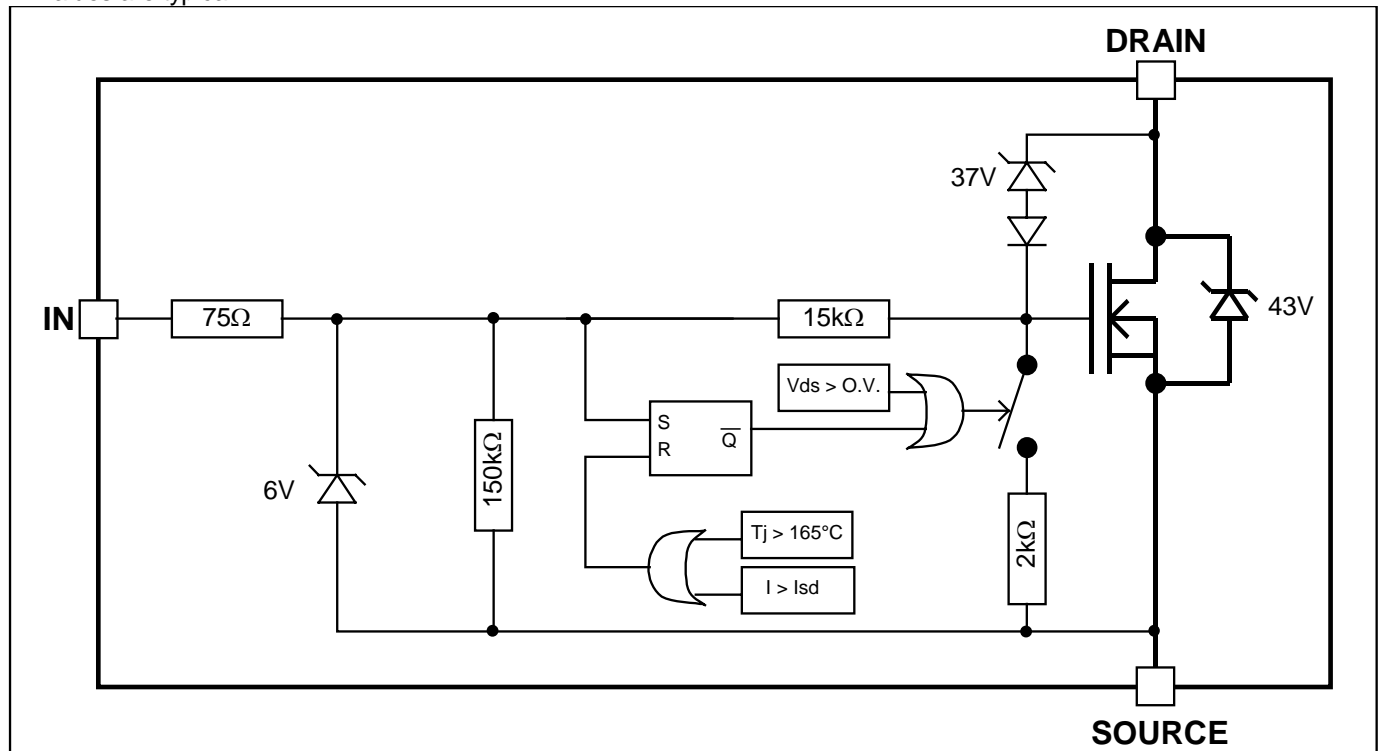 DRAIN
37V
43V
IN
75Ω
15kΩ
Vds > O.V.
S
R
Q
150kΩ
6V
Tj > 165°C
I > Isd
2kΩ
SOURCE